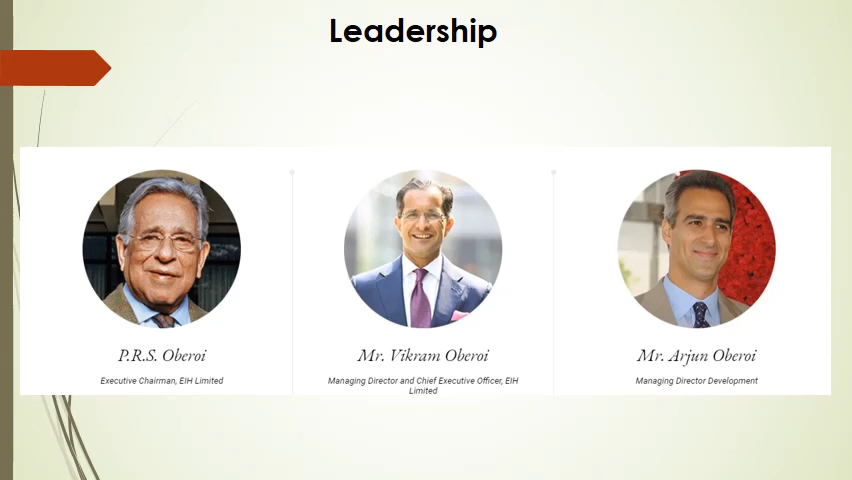 Leadership
P.R.S. Oberoi
Executive Chairman, EIH Limited
Mr. Vikram Oberoi
Managing Director and Chief Executive Officer, EIH
Limited
Mr. Arjun Oberoi
Managing Director Development